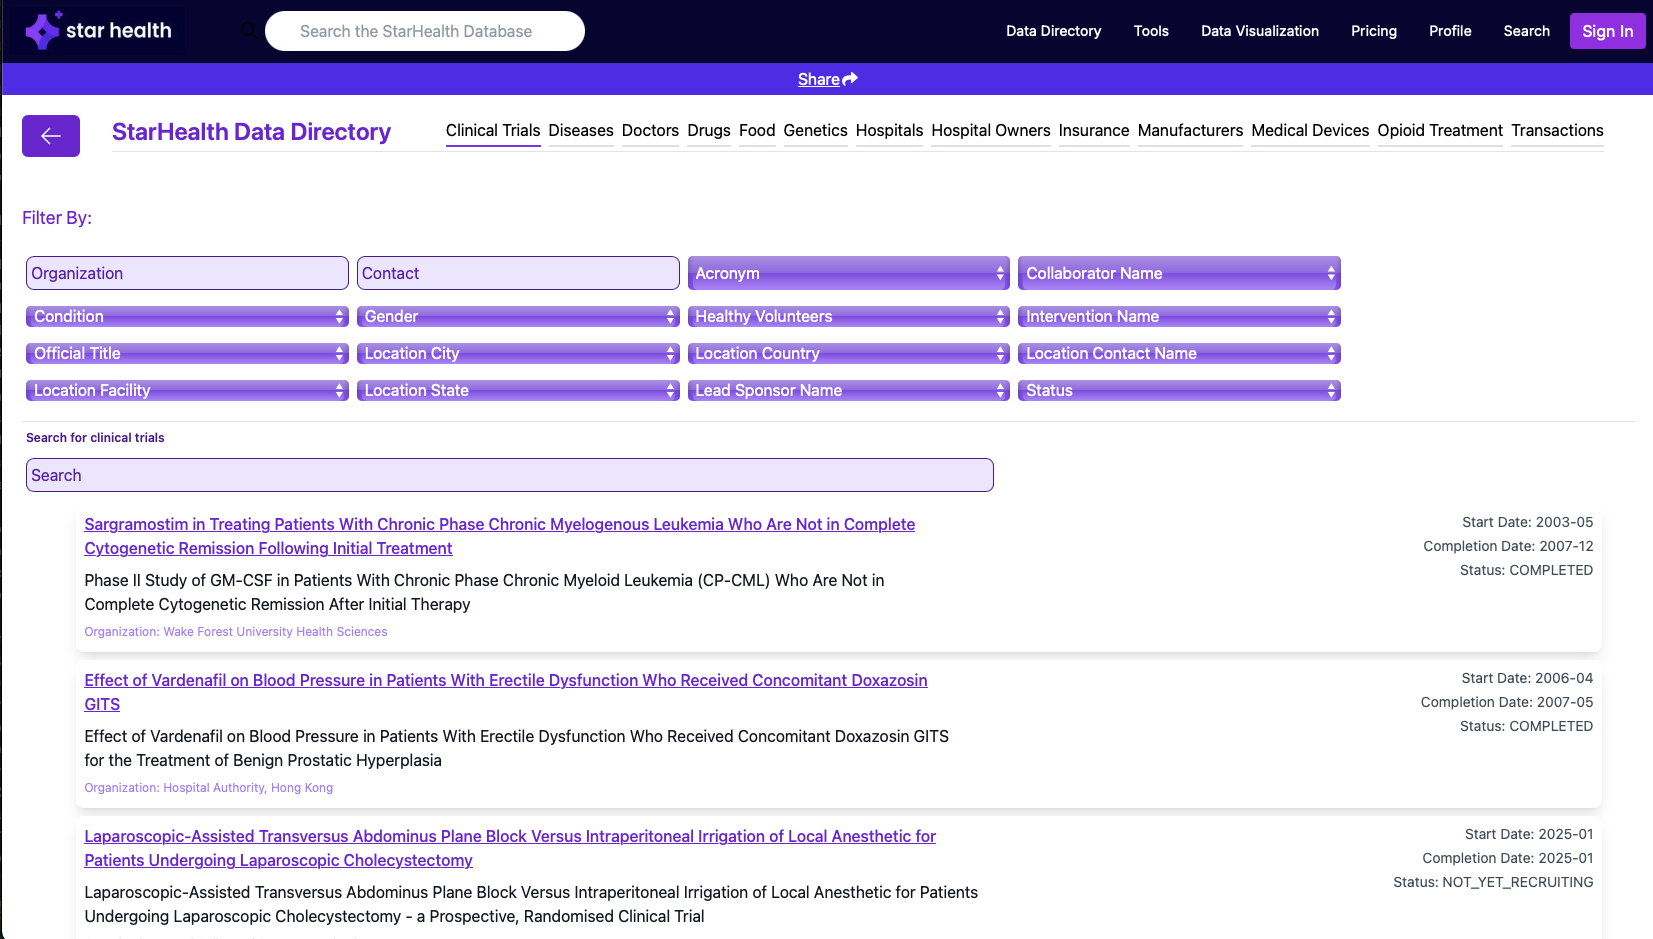 star health
Search the StarHealth Database
Data Directory
Tools
Data Visualization
Pricing
Profile
Search
Sign In
Share
StarHealth Data Directory
Clinical Trials
Diseases
Doctors
Drugs
Food
Genetics
Hospitals
Hospital Owners
Insurance
Manufacturers
Medical Devices
Opioid Treatment
Transactions
Filter By:
Organization
Contact
Acronym
Collaborator Name
Condition
Gender
Healthy Volunteers
Intervention Name
Official Title
Location City
Location Country
Location Contact Name
Location Facility
Location State
Lead Sponsor Name
Status
Search for clinical trials
Search
Sargramostim in Treating Patients With Chronic Phase Chronic Myelogenous Leukemia Who Are Not in Complete
Cytogenetic Remission Following Initial Treatment
Phase II Study of GM-CSF in Patients With Chronic Phase Chronic Myeloid Leukemia (CP-CML) Who Are Not in
Complete Cytogenetic Remission After Initial Therapy
Organization: Wake Forest University Health Sciences
Start Date: 2003-05
Completion Date: 2007-12
Status: COMPLETED
Effect of Vardenafil on Blood Pressure in Patients With Erectile Dysfunction Who Received Concomitant Doxazosin
GITS
Effect of Vardenafil on Blood Pressure in Patients With Erectile Dysfunction Who Received Concomitant Doxazosin GITS
for the Treatment of Benign Prostatic Hyperplasia
Organization: Hospital Authority, Hong Kong
Start Date: 2006-04
Completion Date: 2007-05
Status: COMPLETED
Laparoscopic-Assisted Transversus Abdominus Plane Block Versus Intraperitoneal Irrigation of Local Anesthetic for
Patients Undergoing Laparoscopic Cholecystectomy
Laparoscopic-Assisted Transversus Abdominus Plane Block Versus Intraperitoneal Irrigation of Local Anesthetic for Patients
Undergoing Laparoscopic Cholecystectomy - a Prospective, Randomised Clinical Trial
Start Date: 2025-01
Completion Date: 2025-01
Status: NOT_YET_RECRUITING